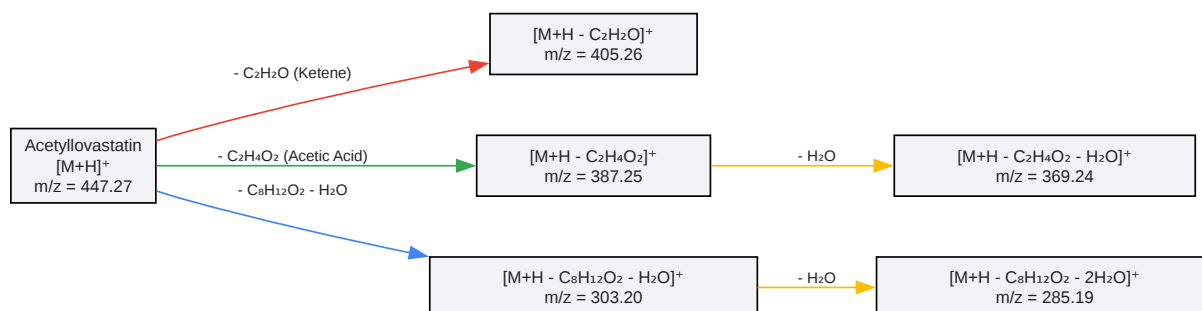 [M+H - C₂H₂O]⁺
m/z = 405.26
- C₂H₂O (Ketene)
Acetyllovastatin
[M+H]⁺
m/z = 447.27
- C₂H₄O₂ (Acetic Acid)
[M+H - C₂H₄O₂]⁺
m/z = 387.25
- H₂O
[M+H - C₂H₄O₂ - H₂O]⁺
m/z = 369.24
- C₈H₁₂O₂ - H₂O
[M+H - C₈H₁₂O₂ - H₂O]⁺
m/z = 303.20
- H₂O
[M+H - C₈H₁₂O₂ - 2H₂O]⁺
m/z = 285.19